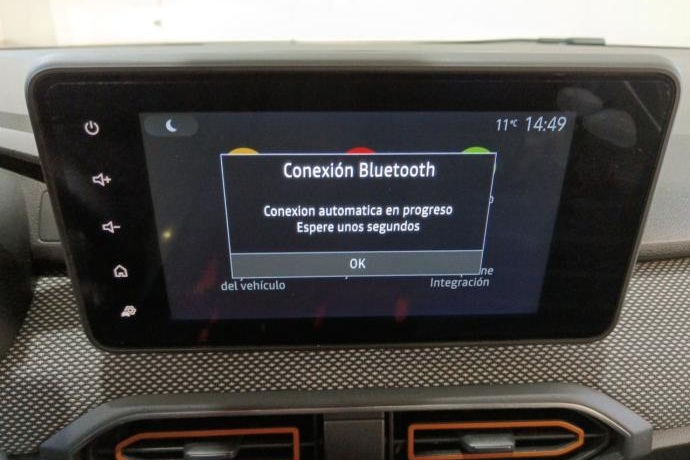 11°C 14:49
Conexión Bluetooth
Conexion automatica en progreso
Espere unos segundos
OK
del vehículo
Integración